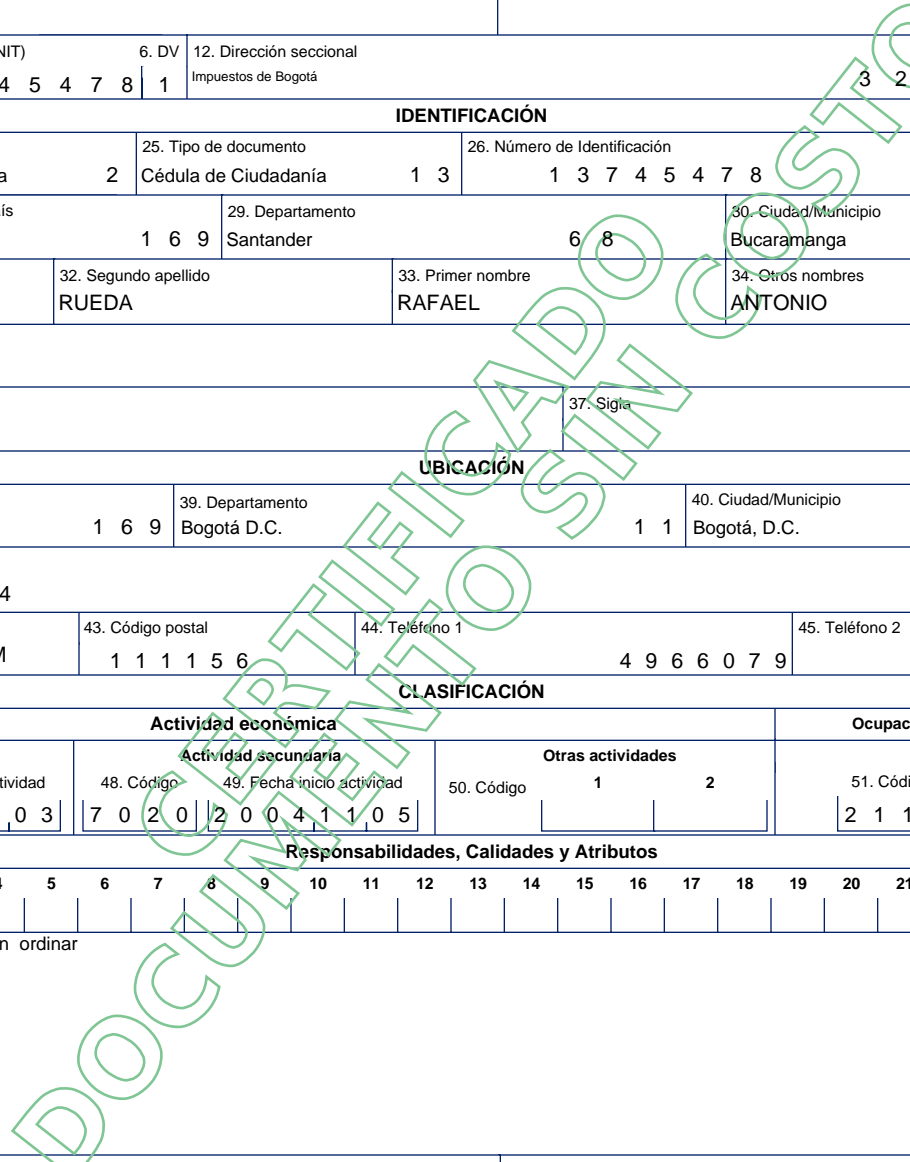 NIT) 6. DV 12. Dirección seccional
4 5 4 7 8 1 Impuestos de Bogotá 3 2
IDENTIFICACIÓN
25. Tipo de documento 26. Número de Identificación
a 2 Cédula de Ciudadanía 1 3 1 3 7 4 5 4 7 8
ís 29. Departamento 30. Ciudad/Municipio
1 6 9 Santander 6 8 Bucaramanga
32. Segundo apellido 33. Primer nombre 34. Otros nombres
RUEDA RAFAEL ANTONIO
37. Sigla
UBICACIÓN
39. Departamento 40. Ciudad/Municipio
1 6 9 Bogotá D.C. 1 1 Bogotá, D.C.
4
43. Código postal 44. Teléfono 1 45. Teléfono 2
M 1 1 1 1 5 6 4 9 6 6 0 7 9
CLASIFICACIÓN
Actividad económica Ocupac
Actividad secundaria Otras actividades
tividad 48. Código 49. Fecha inicio actividad 50. Código 1 2 51. Códi
0 3 7 0 2 0 2 0 0 4 1 1 0 5 2 1 1
Responsabilidades, Calidades y Atributos
4 5 6 7 8 9 10 11 12 13 14 15 16 17 18 19 20 21
n ordinar
CERTIFICADO
DOCUMENTO SIN COSTO